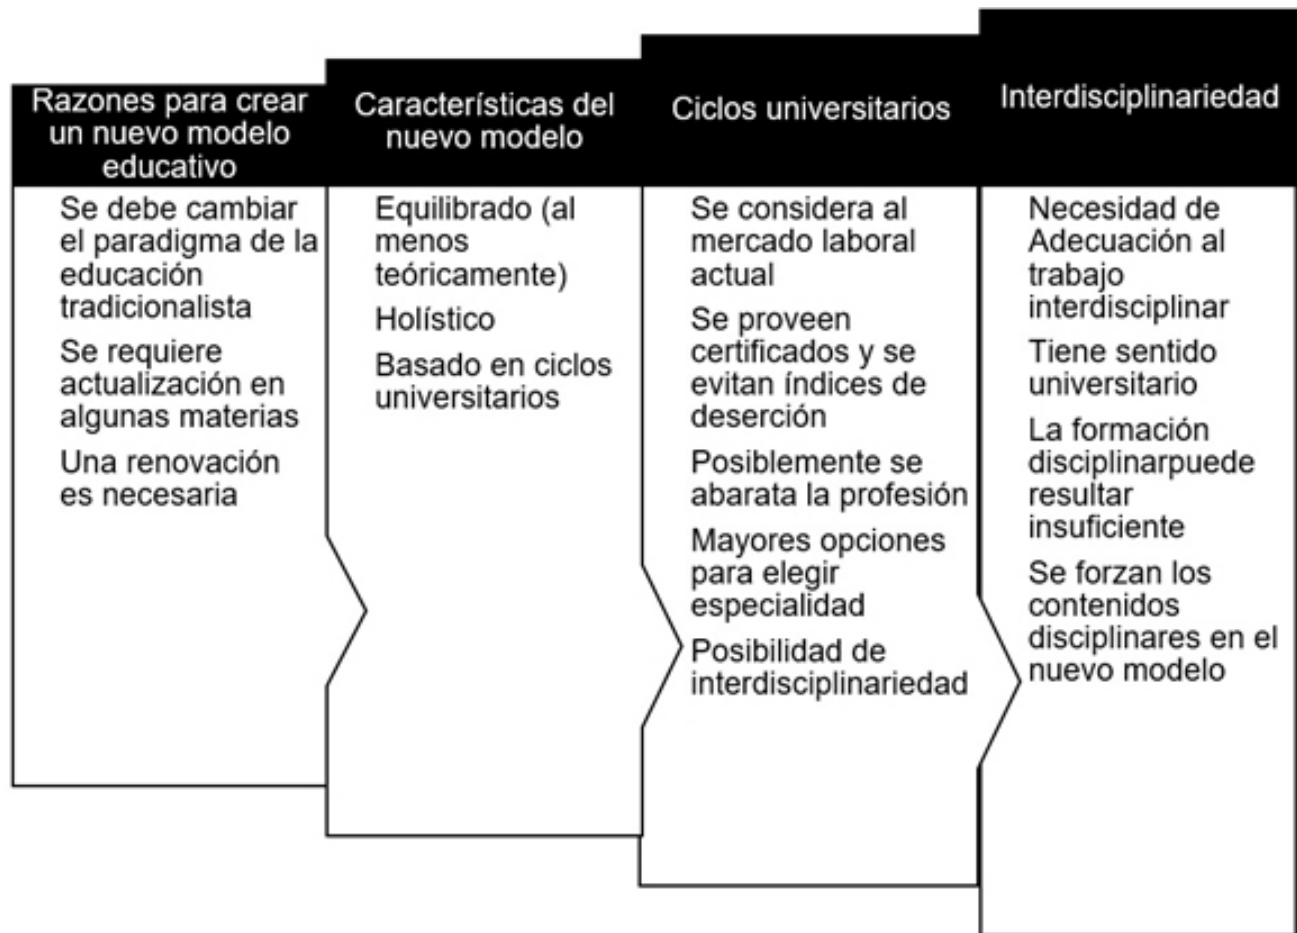 Razones para crear
un nuevo modelo
educativo
Se debe cambiar
el paradigma de la
educación
tradicionalista
Se requiere
actualización en
algunas materias
Una renovación
es necesaria
Características del
nuevo modelo
Equilibrado (al
menos
teóricamente)
Holístico
Basado en ciclos
universitarios
Ciclos universitarios
Se considera al
mercado laboral
actual
Se proveen
certificados y se
evitan índices de
deserción
Posiblemente se
abarata la profesión
Mayores opciones
para elegir
especialidad
Posibilidad de
interdisciplinariedad
Interdisciplinariedad
Necesidad de
Adecuación al
trabajo
interdisciplinar
Tiene sentido
universitario
La formación
disciplinarpuede
resultar
insuficiente
Se forzan los
contenidos
disciplinares en el
nuevo modelo